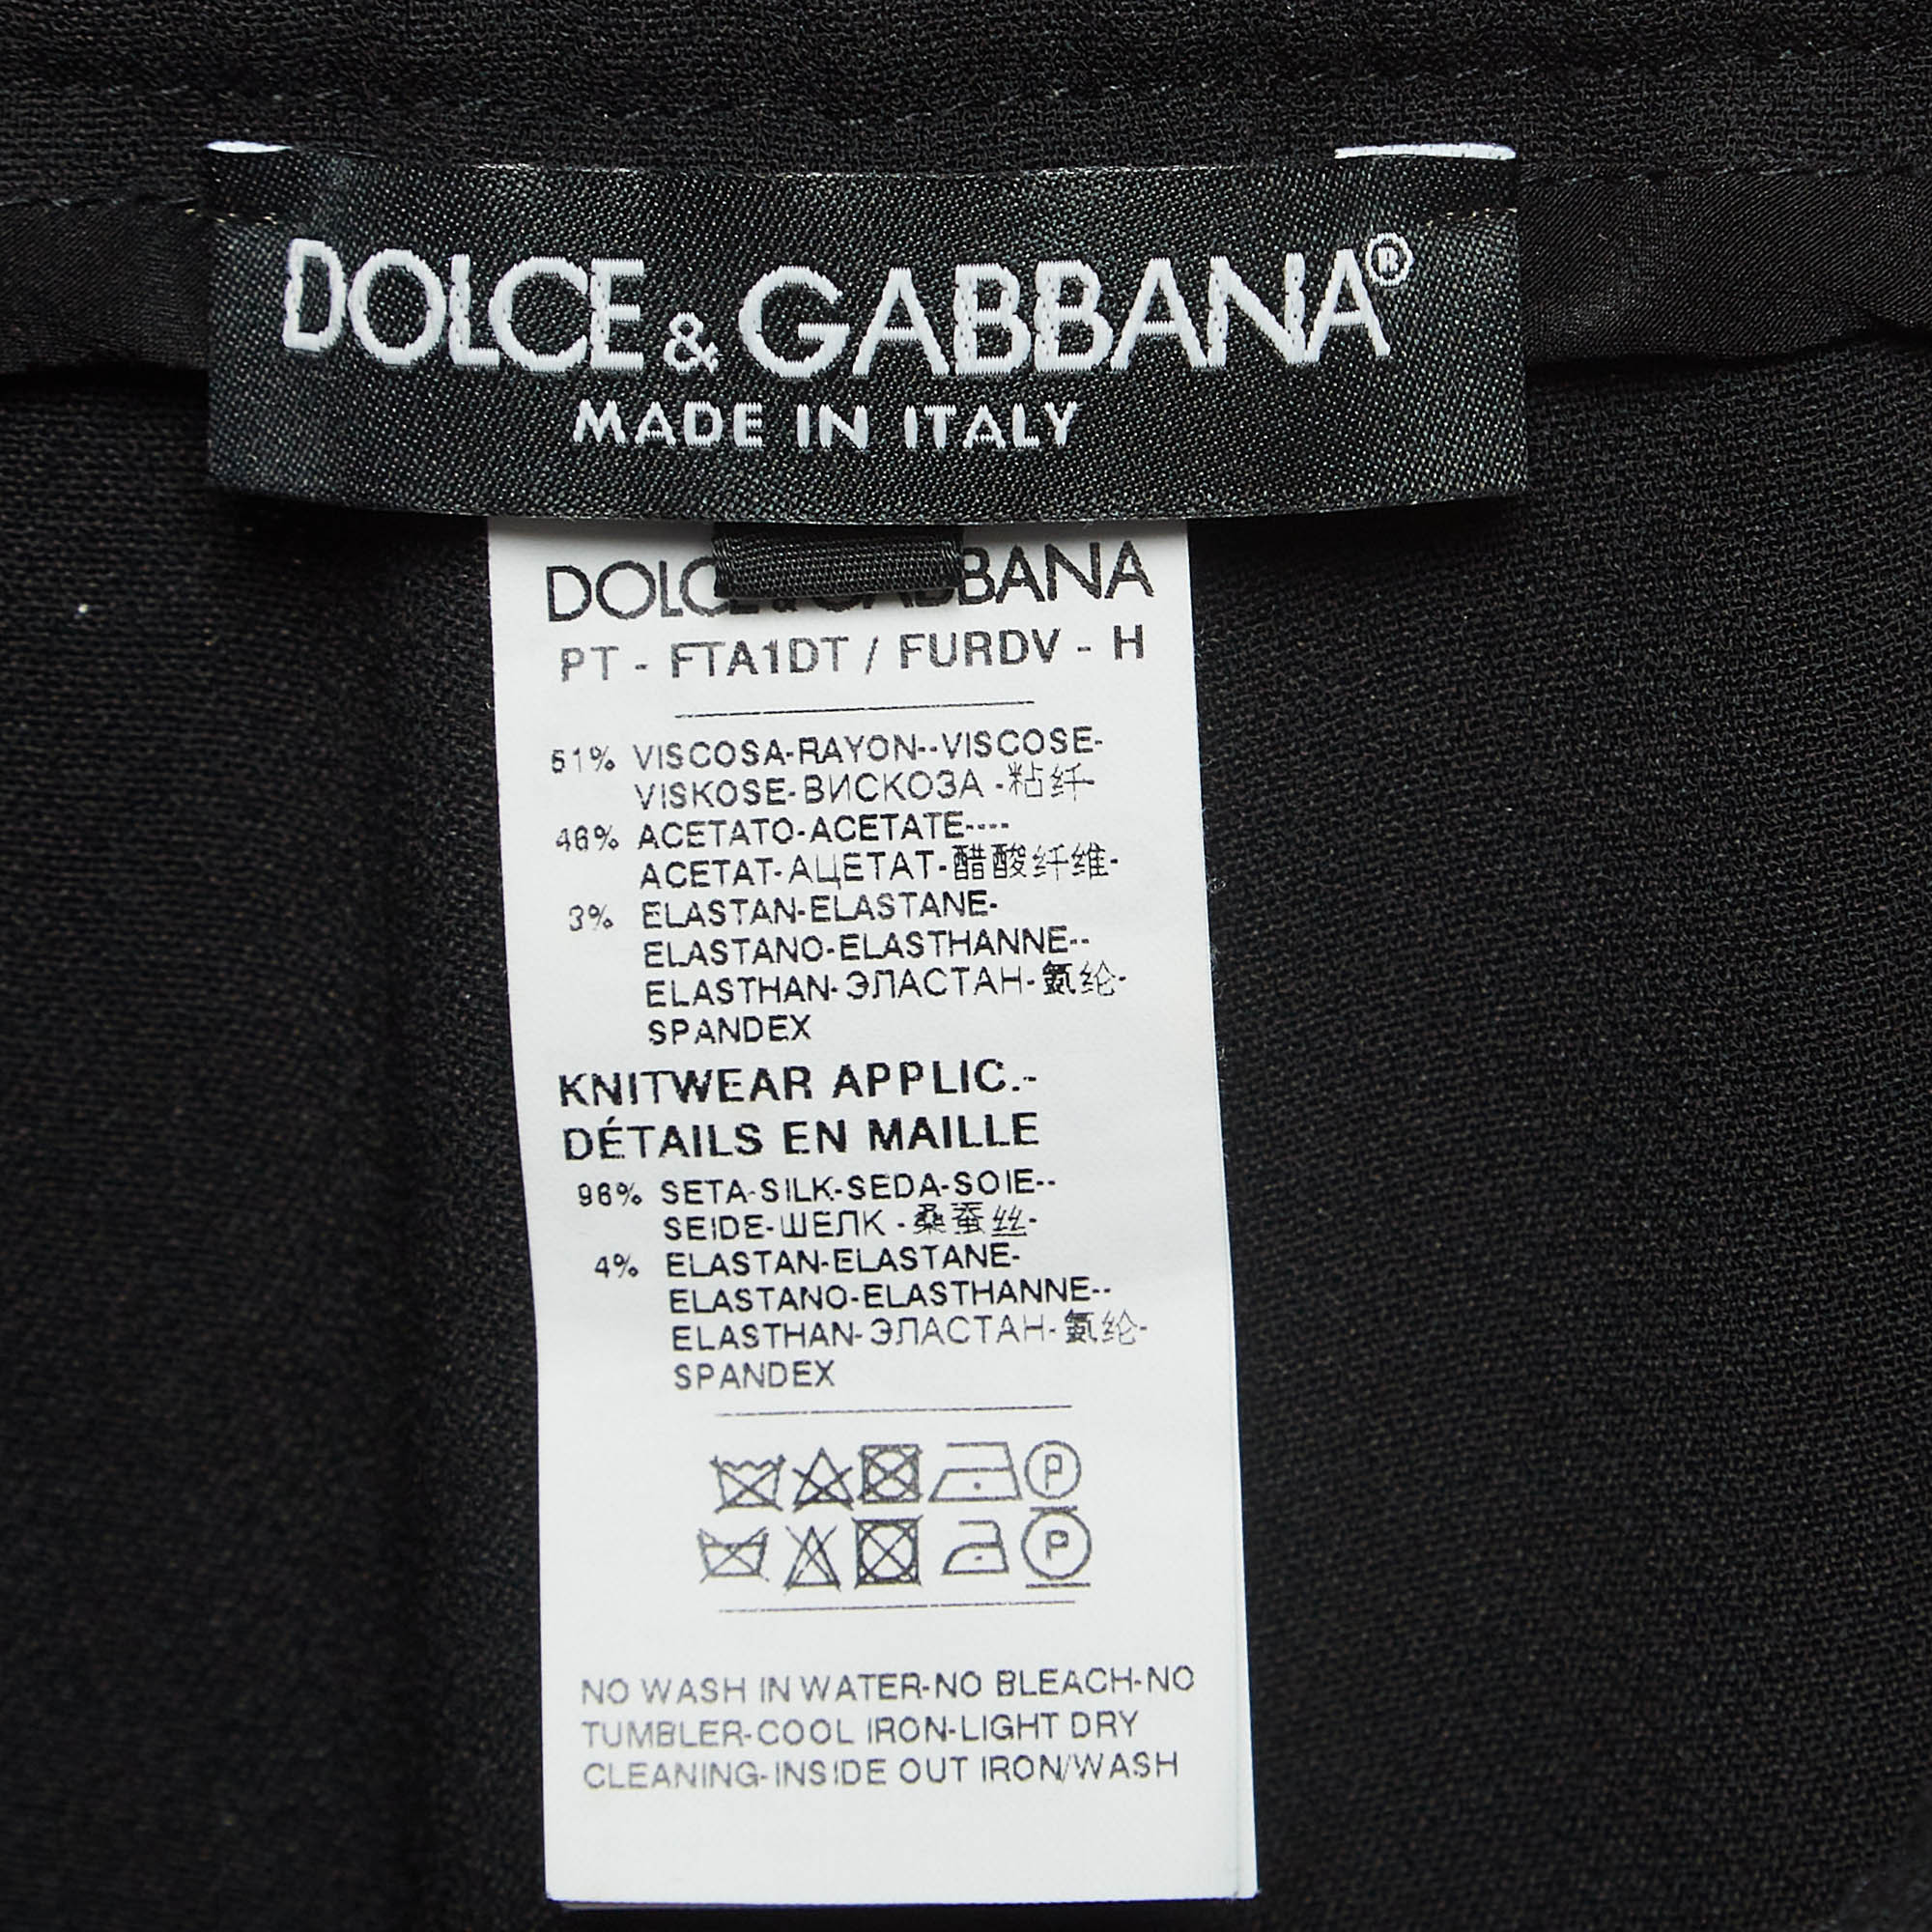 DOLCE & GABBANA®
MADE IN ITALY
PT - FTA1DT / FURDV - H
51% VISCOSA-RAYON--VISCOSE-
VISKOSE-ВИСКОЗА -粘纤-
46% ACETATO-ACETATE----
ACETAT-АЦЕТАТ-醋酸纤维-
3% ELASTAN-ELASTANE-
ELASTANO-ELASTHANNE--
ELASTHAN-ЭЛАСТАН-氨纶-
SPANDEX
KNITWEAR APPLIC.-
DÉTAILS EN MAILLE
96% SETA-SILK-SEDA-SOIE--
SEIDE-ШЕЛК -桑蚕丝-
4% ELASTAN-ELASTANE-
ELASTANO-ELASTHANNE--
ELASTHAN-ЭЛАСТАН-氨纶-
SPANDEX
P
P
NO WASH IN WATER-NO BLEACH-NO
TUMBLER-COOL IRON-LIGHT DRY
CLEANING-INSIDE OUT IRON/WASH